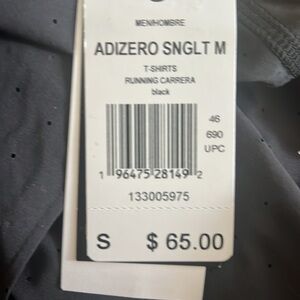 MEN/HOMBRE
ADIZERO SNGLT M
T-SHIRTS
RUNNING CARRERA
black
46
690
UPC
1 96475 28149 2
133005975
S $ 65.00